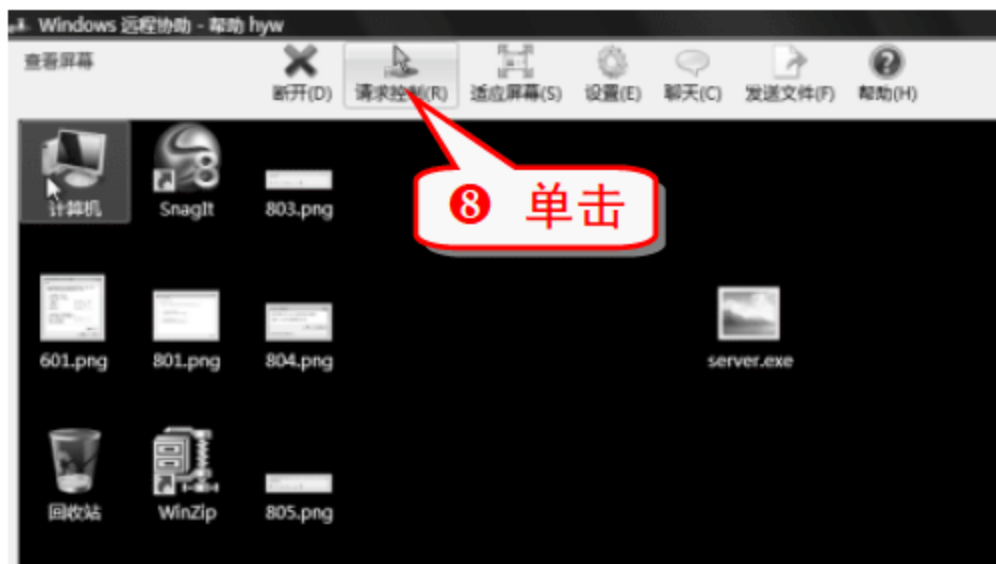 Windows 远程协助 - 帮助 hyw
查看屏幕
断开(D) 请求控制(R) 适应屏幕(S) 设置(E) 聊天(C) 发送文件(F) 帮助(H)
❽ 单击
计算机 SnagIt 803.png
601.png 801.png 804.png server.exe
回收站 WinZip 805.png